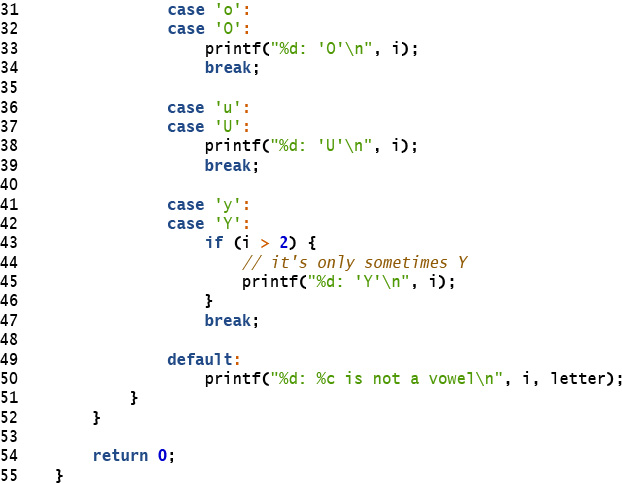 31                case 'o':
32                case 'O':
33                    printf("%d: 'O'\n", i);
34                    break;
35
36                case 'u':
37                case 'U':
38                    printf("%d: 'U'\n", i);
39                    break;
40
41                case 'y':
42                case 'Y':
43                    if (i > 2) {
44                        // it's only sometimes Y
45                        printf("%d: 'Y'\n", i);
46                    }
47                    break;
48
49                default:
50                    printf("%d: %c is not a vowel\n", i, letter);
51            }
52        }
53
54        return 0;
55    }